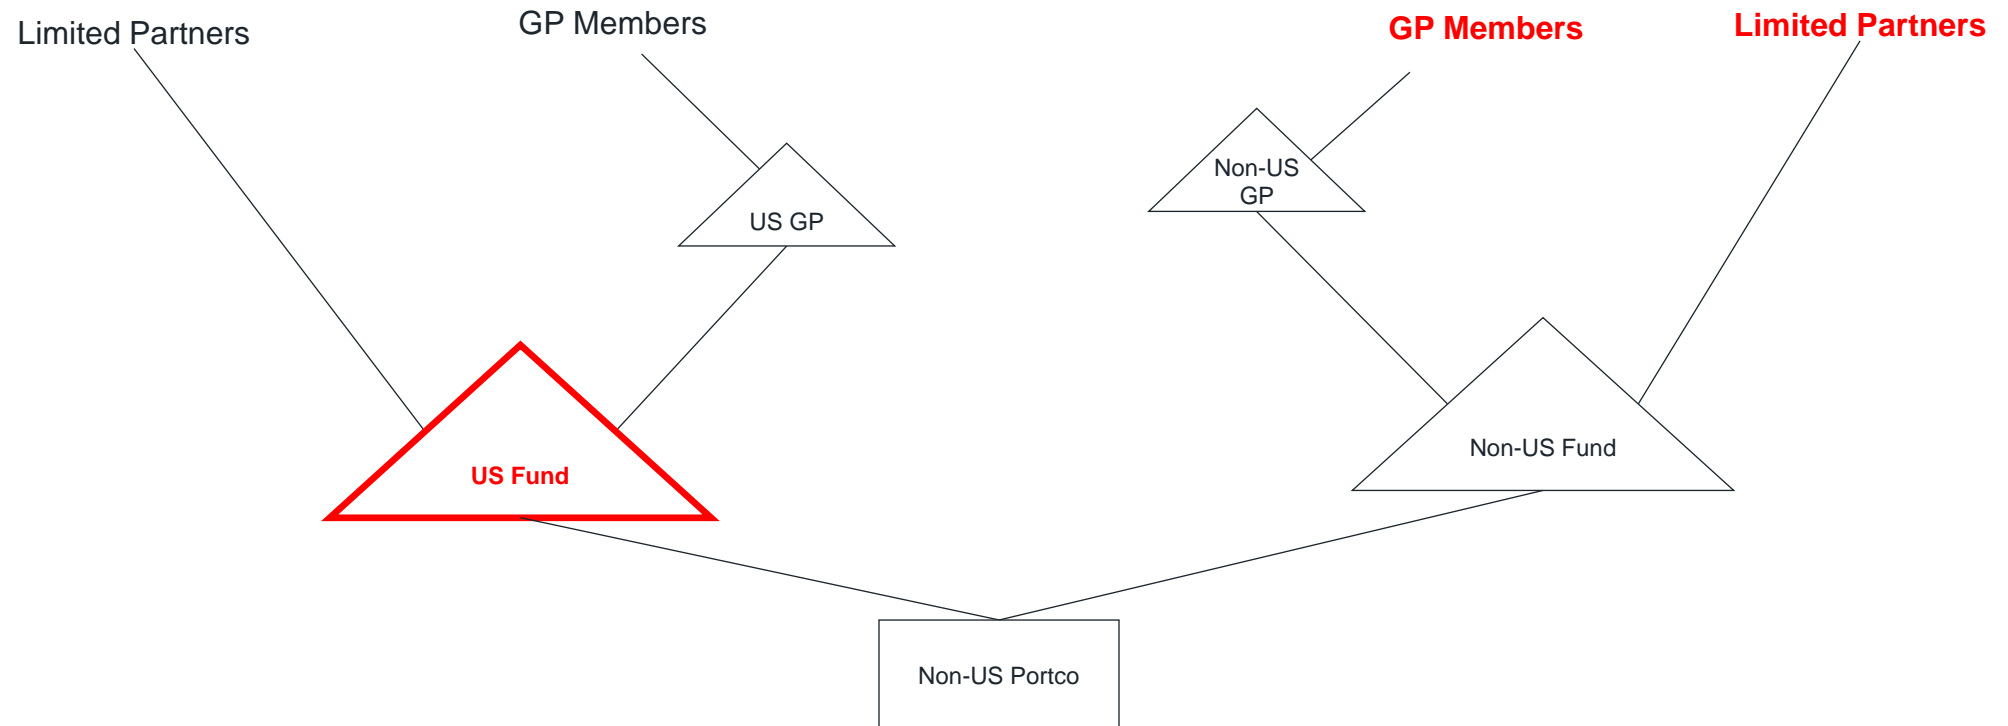 Limited Partners
GP Members
GP Members
Limited Partners
US GP
Non-US
GP
US Fund
Non-US Fund
Non-US Portco